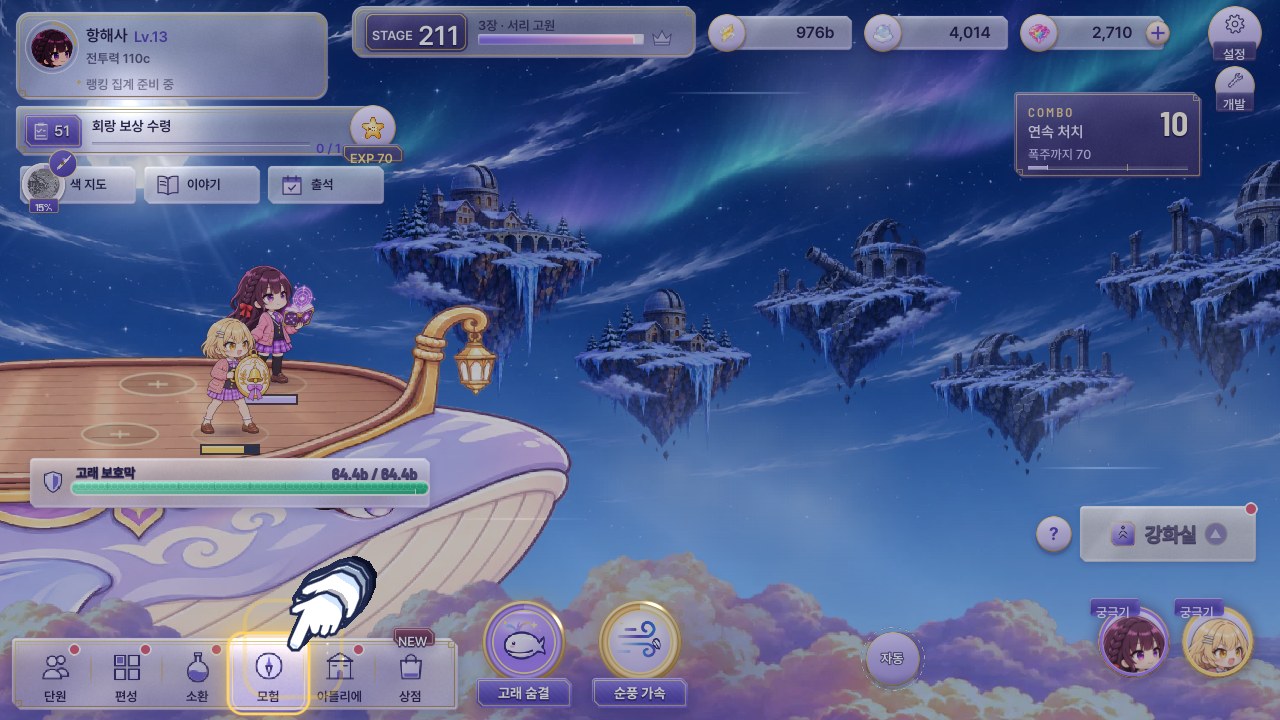 항해사 Lv.13
전투력 110c
랭킹 집계 준비 중
STAGE 211
3장 · 서리 고원
976b
4,014
2,710
설정
개발
51
회랑 보상 수령
0 / 1
EXP 70
색 지도
15%
이야기
출석
COMBO
연속 처치
10
폭주까지 70
고래 보호막
64.4b / 64.4b
?
강화실
궁극기
궁극기
자동
단원
편성
소환
모험
아틀리에
NEW
상점
고래 숨결
순풍 가속